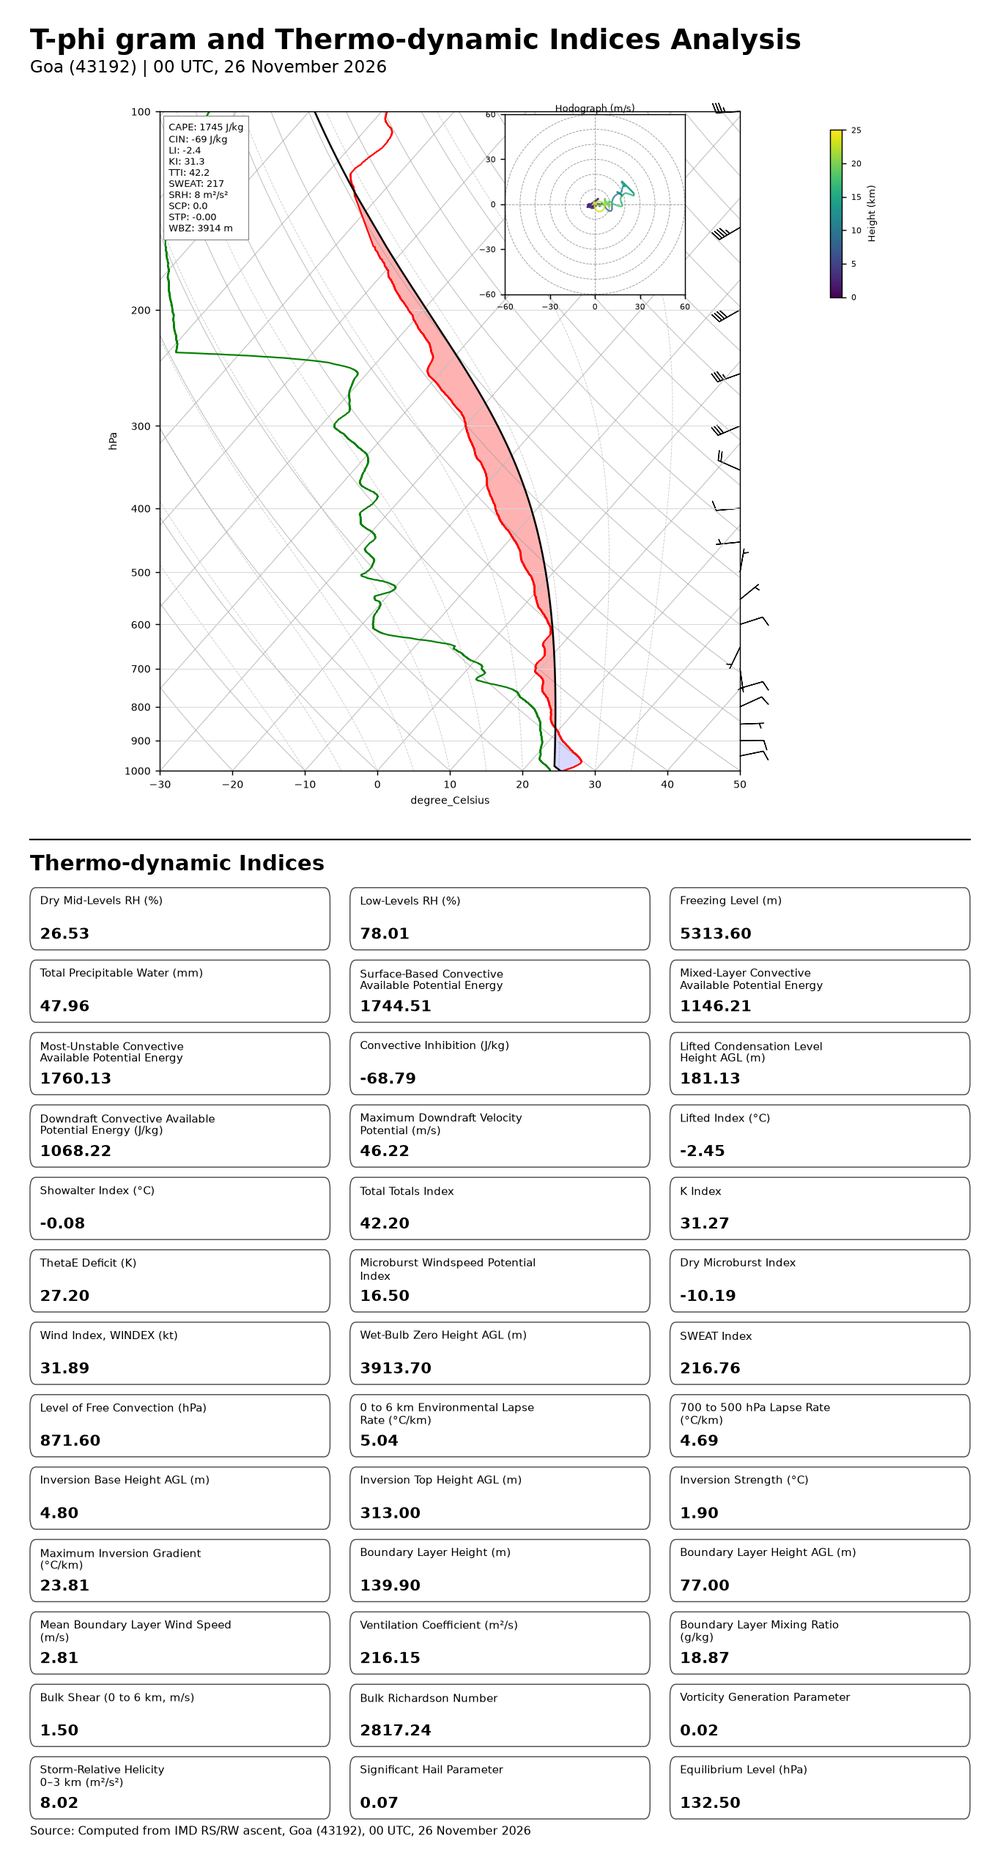 T-phi gram and Thermo-dynamic Indices Analysis
Goa (43192) | 00 UTC, 26 November 2026
Hodograph (m/s)
CAPE: 1745 J/kg
CIN: -69 J/kg
LI: -2.4
KI: 31.3
TTI: 42.2
SWEAT: 217
SRH: 8 m²/s²
SCP: 0.0
STP: -0.00
WBZ: 3914 m
60
30
0
−30
−60
−60 −30 0 30 60
25
20
15
10
5
0
Height (km)
100
200
300
400
500
600
700
800
900
1000
hPa
−30 −20 −10 0 10 20 30 40 50
degree_Celsius
Thermo-dynamic Indices
Dry Mid-Levels RH (%)
26.53
Low-Levels RH (%)
78.01
Freezing Level (m)
5313.60
Total Precipitable Water (mm)
47.96
Surface-Based Convective
Available Potential Energy
1744.51
Mixed-Layer Convective
Available Potential Energy
1146.21
Most-Unstable Convective
Available Potential Energy
1760.13
Convective Inhibition (J/kg)
-68.79
Lifted Condensation Level
Height AGL (m)
181.13
Downdraft Convective Available
Potential Energy (J/kg)
1068.22
Maximum Downdraft Velocity
Potential (m/s)
46.22
Lifted Index (°C)
-2.45
Showalter Index (°C)
-0.08
Total Totals Index
42.20
K Index
31.27
ThetaE Deficit (K)
27.20
Microburst Windspeed Potential
Index
16.50
Dry Microburst Index
-10.19
Wind Index, WINDEX (kt)
31.89
Wet-Bulb Zero Height AGL (m)
3913.70
SWEAT Index
216.76
Level of Free Convection (hPa)
871.60
0 to 6 km Environmental Lapse
Rate (°C/km)
5.04
700 to 500 hPa Lapse Rate
(°C/km)
4.69
Inversion Base Height AGL (m)
4.80
Inversion Top Height AGL (m)
313.00
Inversion Strength (°C)
1.90
Maximum Inversion Gradient
(°C/km)
23.81
Boundary Layer Height (m)
139.90
Boundary Layer Height AGL (m)
77.00
Mean Boundary Layer Wind Speed
(m/s)
2.81
Ventilation Coefficient (m²/s)
216.15
Boundary Layer Mixing Ratio
(g/kg)
18.87
Bulk Shear (0 to 6 km, m/s)
1.50
Bulk Richardson Number
2817.24
Vorticity Generation Parameter
0.02
Storm-Relative Helicity
0–3 km (m²/s²)
8.02
Significant Hail Parameter
0.07
Equilibrium Level (hPa)
132.50
Source: Computed from IMD RS/RW ascent, Goa (43192), 00 UTC, 26 November 2026